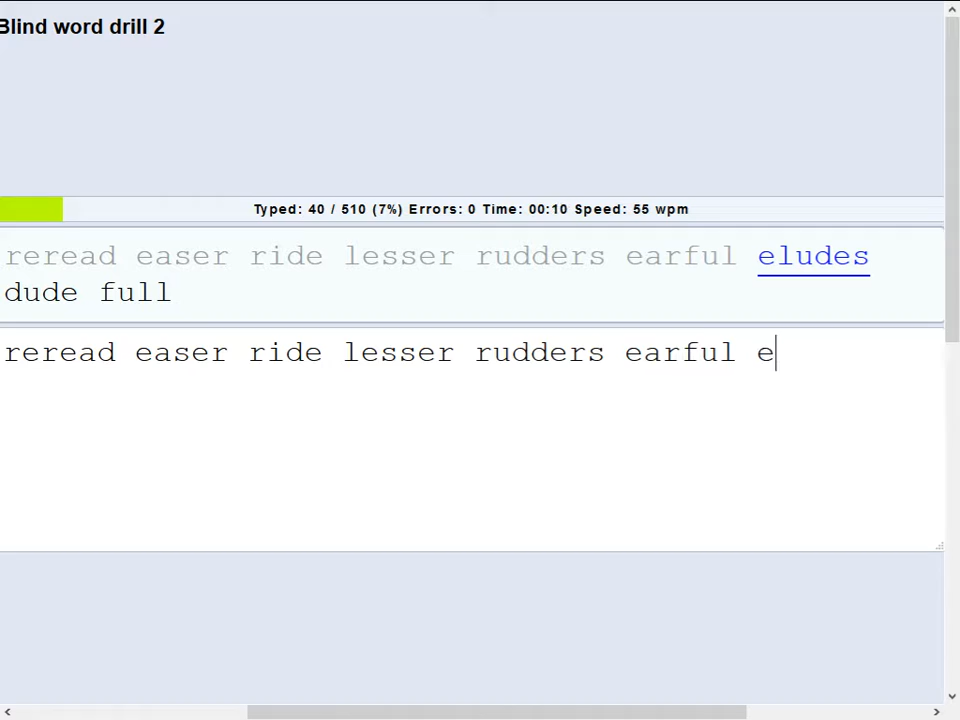 Blind word drill 2
Typed: 40 / 510 (7%) Errors: 0 Time: 00:10 Speed: 55 wpm
reread easer ride lesser rudders earful eludes
dude full
reread easer ride lesser rudders earful e